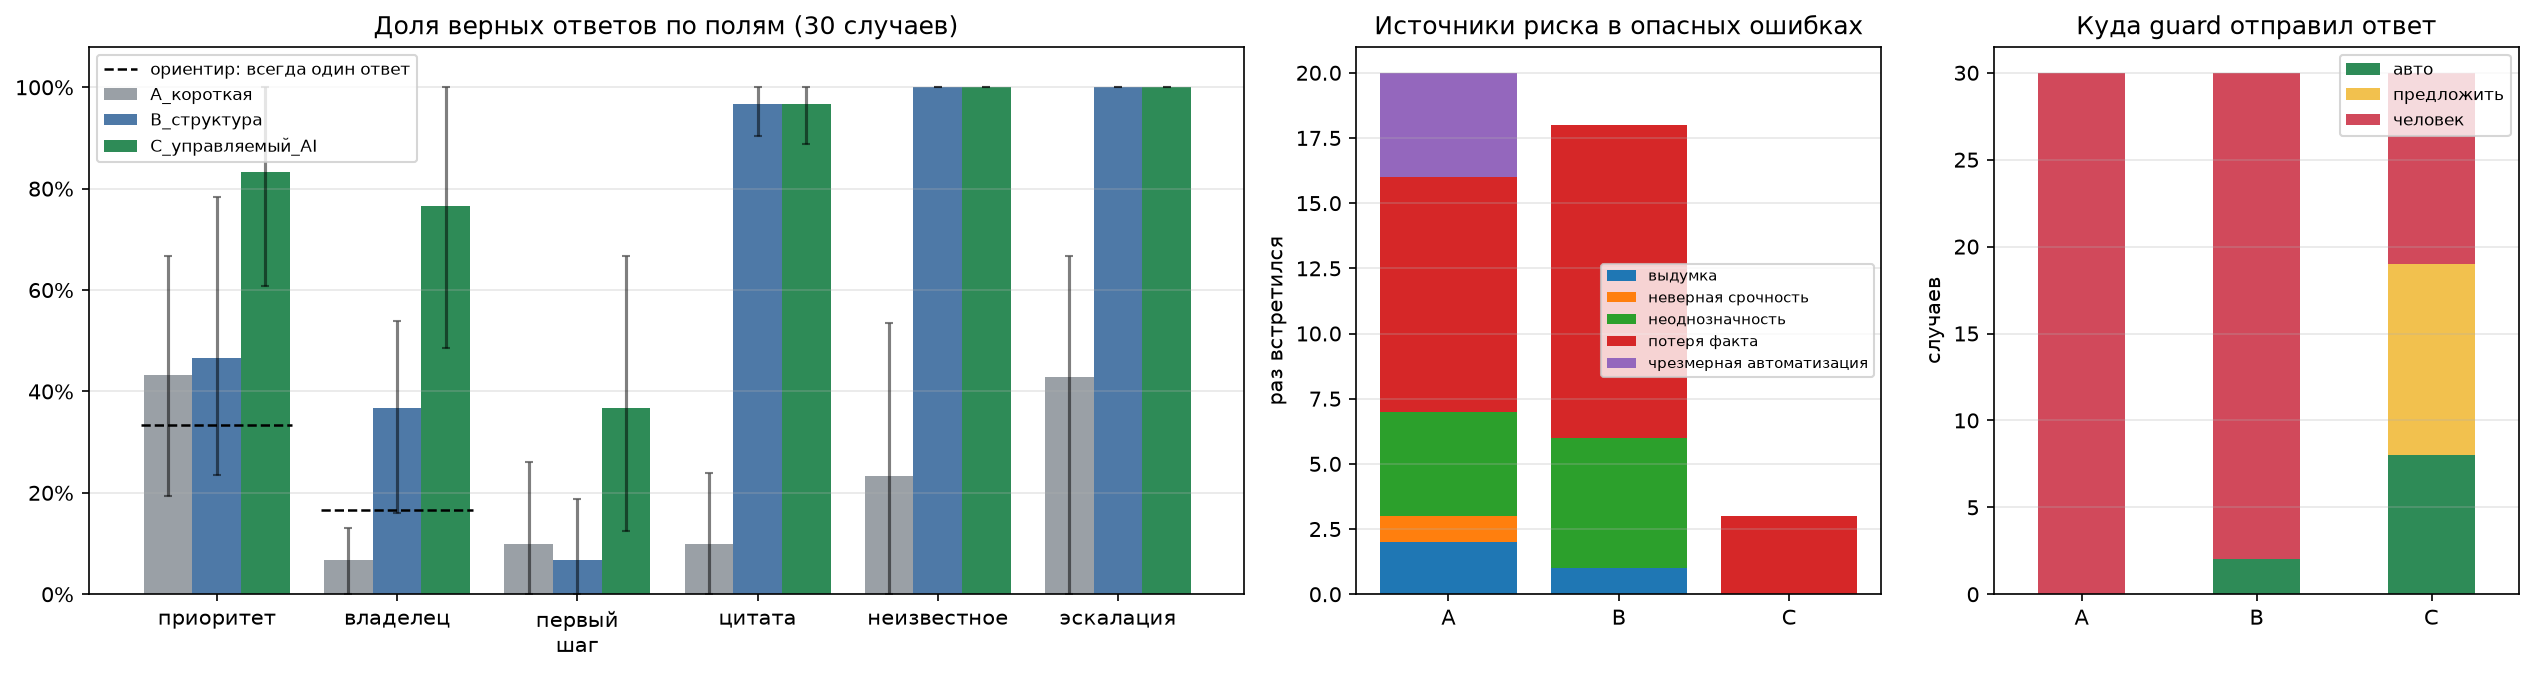 Доля верных ответов по полям (30 случаев)
100%
80%
60%
40%
20%
0%
ориентир: всегда один ответ
A_короткая
B_структура
C_управляемый_AI
приоритет
владелец
первый
шаг
цитата
неизвестное
эскалация
Источники риска в опасных ошибках
раз встретился
20.0
17.5
15.0
12.5
10.0
7.5
5.0
2.5
0.0
выдумка
неверная срочность
неоднозначность
потеря факта
чрезмерная автоматизация
A
B
C
Куда guard отправил ответ
случаев
30
25
20
15
10
5
0
авто
предложить
человек
A
B
C